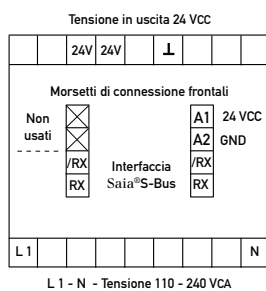 Tensione in uscita 24 VCC
24V 24V ⊥
Morsetti di connessione frontali
Non usati
A1 24 VCC
A2 GND
/RX /RX
RX RX
Interfaccia
Saia®S-Bus
L 1 N
L 1 - N - Tensione 110 - 240 VCA